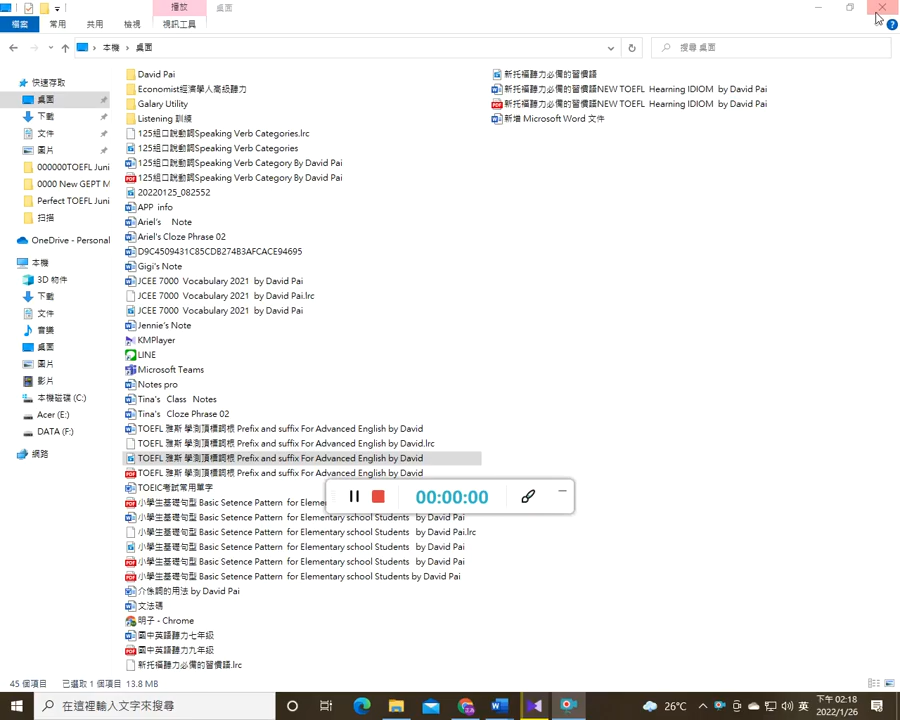 播放
桌面
檔案 常用 共用 檢視 視訊工具
本機 › 桌面
搜尋 桌面
快速存取
桌面
下載
文件
圖片
000000TOEFL Juni
0000 New GEPT M
Perfect TOEFL Juni
扫描
OneDrive - Personal
本機
3D 物件
下載
文件
音樂
桌面
圖片
影片
本機磁碟 (C:)
Acer (E:)
DATA (F:)
網路
David Pai
Economist經濟學人高級聽力
Galary Utility
Listening 訓練
125組口說動詞Speaking Verb Categories.lrc
125組口說動詞Speaking Verb Categories
125組口說動詞Speaking Verb Category By David Pai
125組口說動詞Speaking Verb Category By David Pai
20220125_082552
APP info
Ariel's Note
Ariel's Cloze Phrase 02
D9C4509431C85CDB274B3AFCACE94695
Gigi's Note
JCEE 7000 Vocabulary 2021 by David Pai
JCEE 7000 Vocabulary 2021 by David Pai.lrc
JCEE 7000 Vocabulary 2021 by David Pai
Jennie's Note
KMPlayer
LINE
Microsoft Teams
Notes pro
Tina's Class Notes
Tina's Cloze Phrase 02
TOEFL 雅斯 學測頂標詞根 Prefix and suffix For Advanced English by David
TOEFL 雅斯 學測頂標詞根 Prefix and suffix For Advanced English by David.lrc
TOEFL 雅斯 學測頂標詞根 Prefix and suffix For Advanced English by David
TOEFL 雅斯 學測頂標詞根 Prefix and suffix For Advanced English by David
TOEIC考試常用單字
小學生基礎句型 Basic Setence Pattern for Elem
小學生基礎句型 Basic Setence Pattern for Elementary school Students by David Pai
小學生基礎句型 Basic Setence Pattern for Elementary school Students by David Pai.lrc
小學生基礎句型 Basic Setence Pattern for Elementary school Students by David Pai
小學生基礎句型 Basic Setence Pattern for Elementary school Students by David Pai
小學生基礎句型 Basic Setence Pattern for Elementary school Students by David Pai
介係詞的用法 by David Pai
文法碼
明子 - Chrome
國中英語聽力七年級
國中英語聽力九年級
新托福聽力必備的習慣語.lrc
新托福聽力必備的習慣語
新托福聽力必備的習慣語NEW TOEFL Hearning IDIOM by David Pai
新托福聽力必備的習慣語NEW TOEFL Hearning IDIOM by David Pai
新增 Microsoft Word 文件
00:00:00
45 個項目 已選取 1 個項目 13.8 MB
在這裡輸入文字來搜尋
26°C
英
下午 02:18
2022/1/26